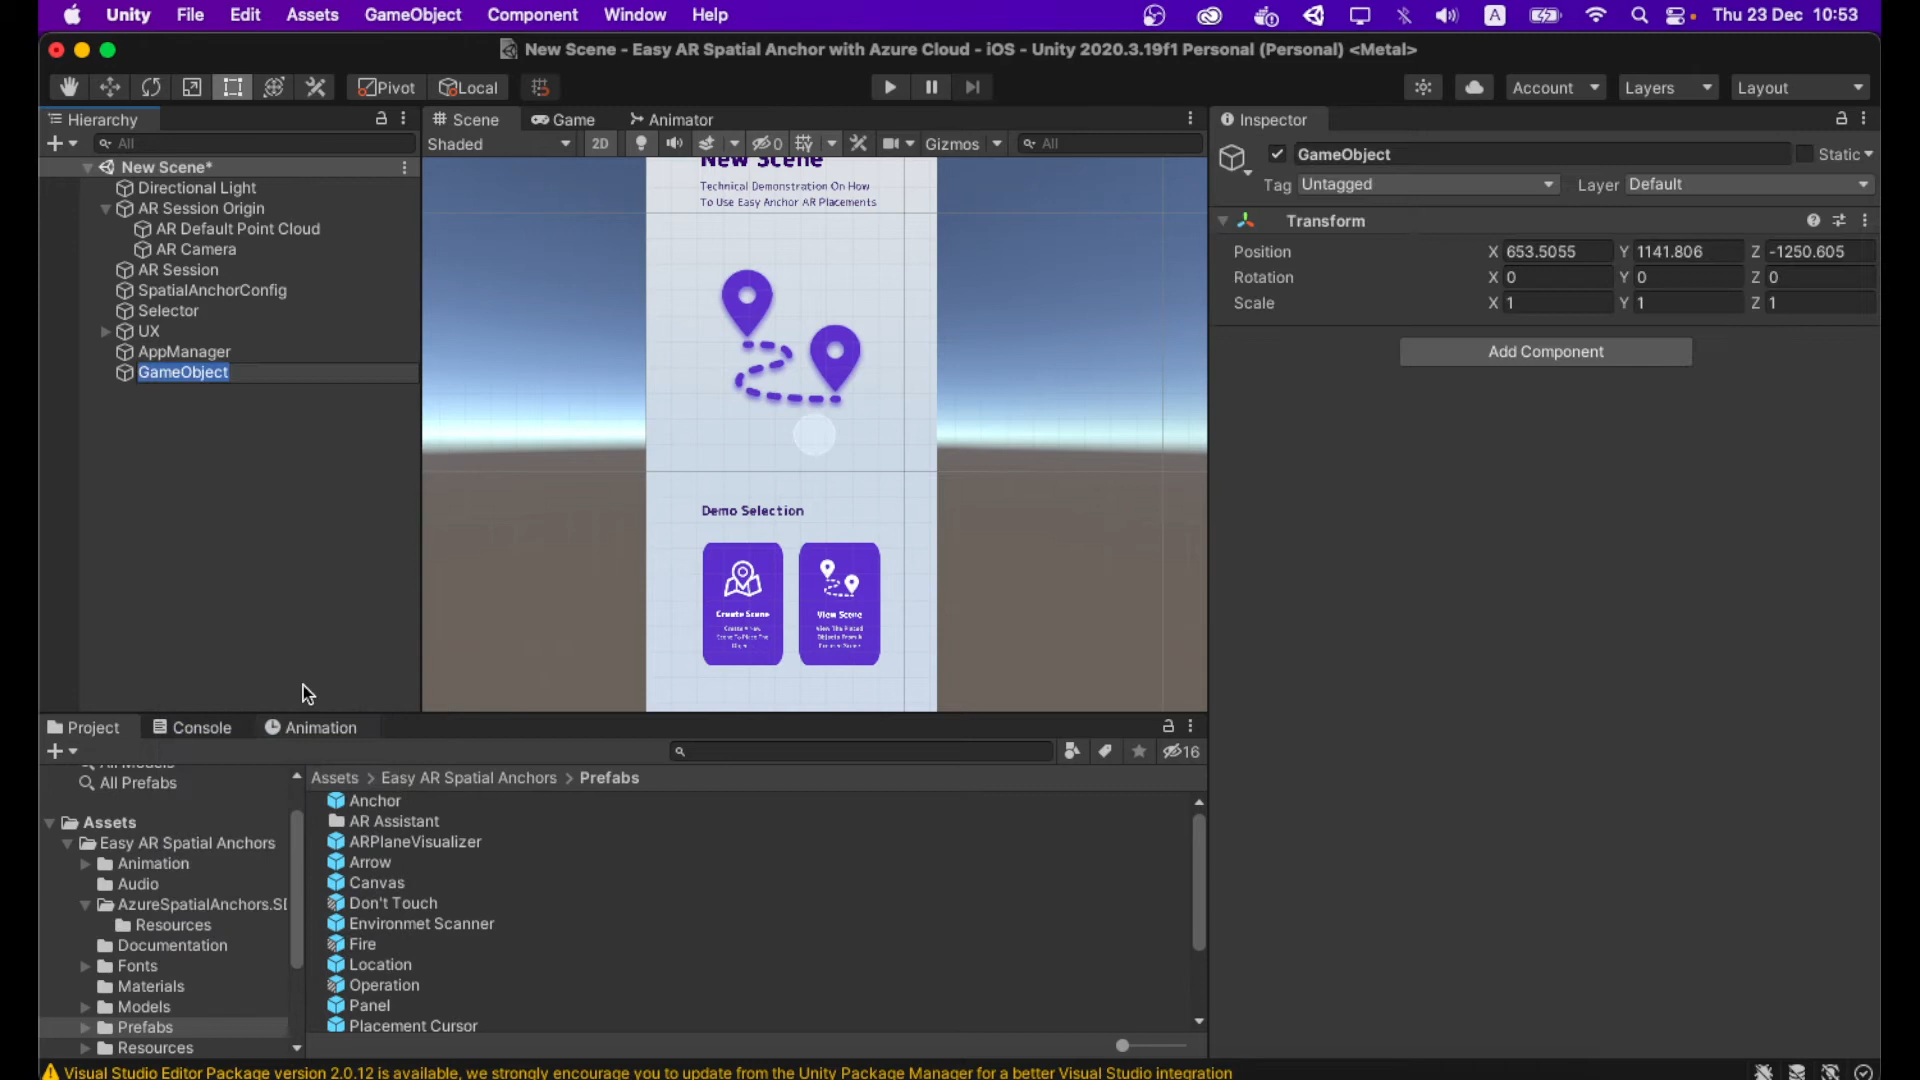 Unity File Edit Assets GameObject Component Window Help A Thu 23 Dec 10:53
New Scene - Easy AR Spatial Anchor with Azure Cloud - iOS - Unity 2020.3.19f1 Personal (Personal) <Metal>
Pivot Local Account Layers Layout
Hierarchy
All
New Scene*
Directional Light
AR Session Origin
AR Default Point Cloud
AR Camera
AR Session
SpatialAnchorConfig
Selector
UX
AppManager
GameObject
Scene Game Animator
Shaded 2D 0 Gizmos All
New Scene
Technical Demonstration On How
To Use Easy Anchor AR Placements
Demo Selection
Create Scene
View Scene
Inspector
GameObject Static
Tag Untagged Layer Default
Transform
Position X 653.5055 Y 1141.806 Z -1250.605
Rotation X 0 Y 0 Z 0
Scale X 1 Y 1 Z 1
Add Component
Project Console Animation
16
All Models
All Prefabs
Assets
Easy AR Spatial Anchors
Animation
Audio
AzureSpatialAnchors.SI
Resources
Documentation
Fonts
Materials
Models
Prefabs
Resources
Assets > Easy AR Spatial Anchors > Prefabs
Anchor
AR Assistant
ARPlaneVisualizer
Arrow
Canvas
Don't Touch
Environmet Scanner
Fire
Location
Operation
Panel
Placement Cursor
Visual Studio Editor Package version 2.0.12 is available, we strongly encourage you to update from the Unity Package Manager for a better Visual Studio integration